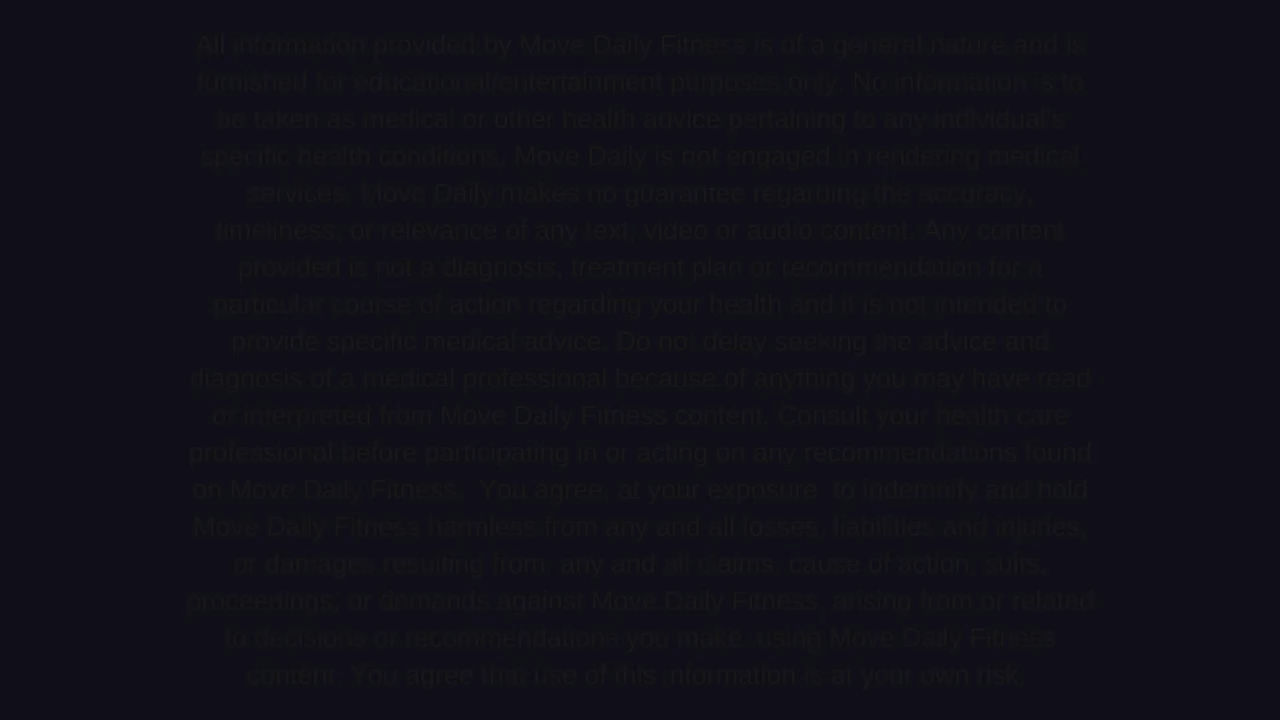 All information provided by Move Daily Fitness is of a general nature and is
furnished for educational/entertainment purposes only. No information is to
be taken as medical or other health advice pertaining to any individual's
specific health conditions. Move Daily is not engaged in rendering medical
services. Move Daily makes no guarantee regarding the accuracy,
timeliness, or relevance of any text, video or audio content. Any content
provided is not a diagnosis, treatment plan or recommendation for a
particular course of action regarding your health and it is not intended to
provide specific medical advice. Do not delay seeking the advice and
diagnosis of a medical professional because of anything you may have read
or interpreted from Move Daily Fitness content. Consult your health care
professional before participating in or acting on any recommendations found
on Move Daily Fitness. You agree, at your exposure to indemnify and hold
Move Daily Fitness harmless from any and all losses, liabilities and injuries,
or damages resulting from, any and all claims, cause of action, suits,
proceedings, or demands against Move Daily Fitness, arising from or related
to decisions or recommendations you make using Move Daily Fitness
content. You agree that use of this information is at your own risk.